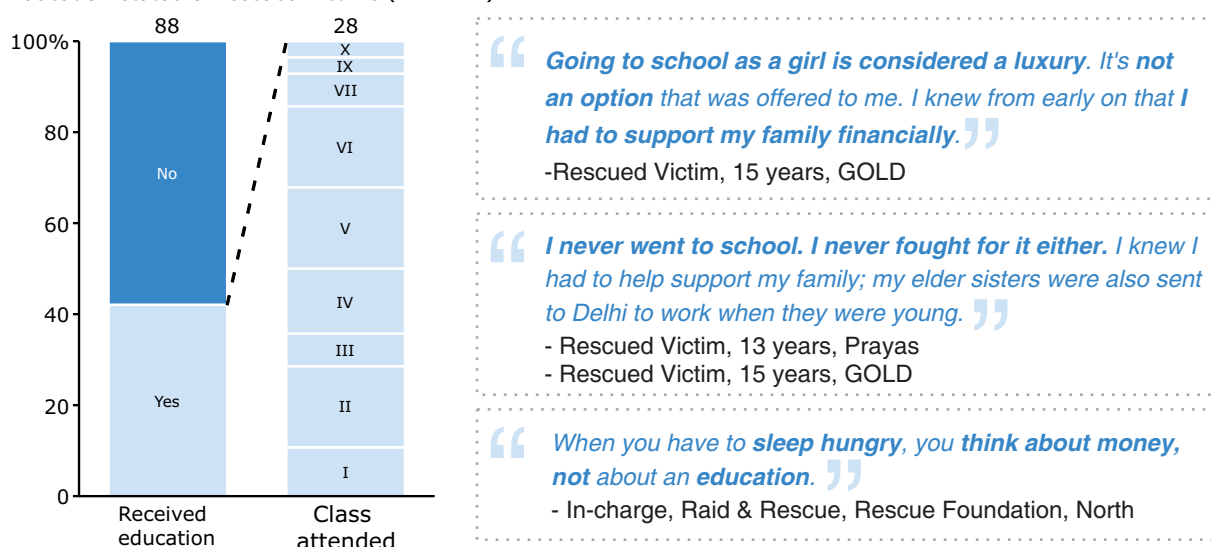 88
28
100%
80
60
40
20
0
No
Yes
X
IX
VII
VI
V
IV
III
II
I
Received
education
Class
attended
“ Going to school as a girl is considered a luxury. It's not
an option that was offered to me. I knew from early on that I
had to support my family financially. ”
-Rescued Victim, 15 years, GOLD
“ I never went to school. I never fought for it either. I knew I
had to help support my family; my elder sisters were also sent
to Delhi to work when they were young. ”
- Rescued Victim, 13 years, Prayas
- Rescued Victim, 15 years, GOLD
“ When you have to sleep hungry, you think about money,
not about an education. ”
- In-charge, Raid & Rescue, Rescue Foundation, North